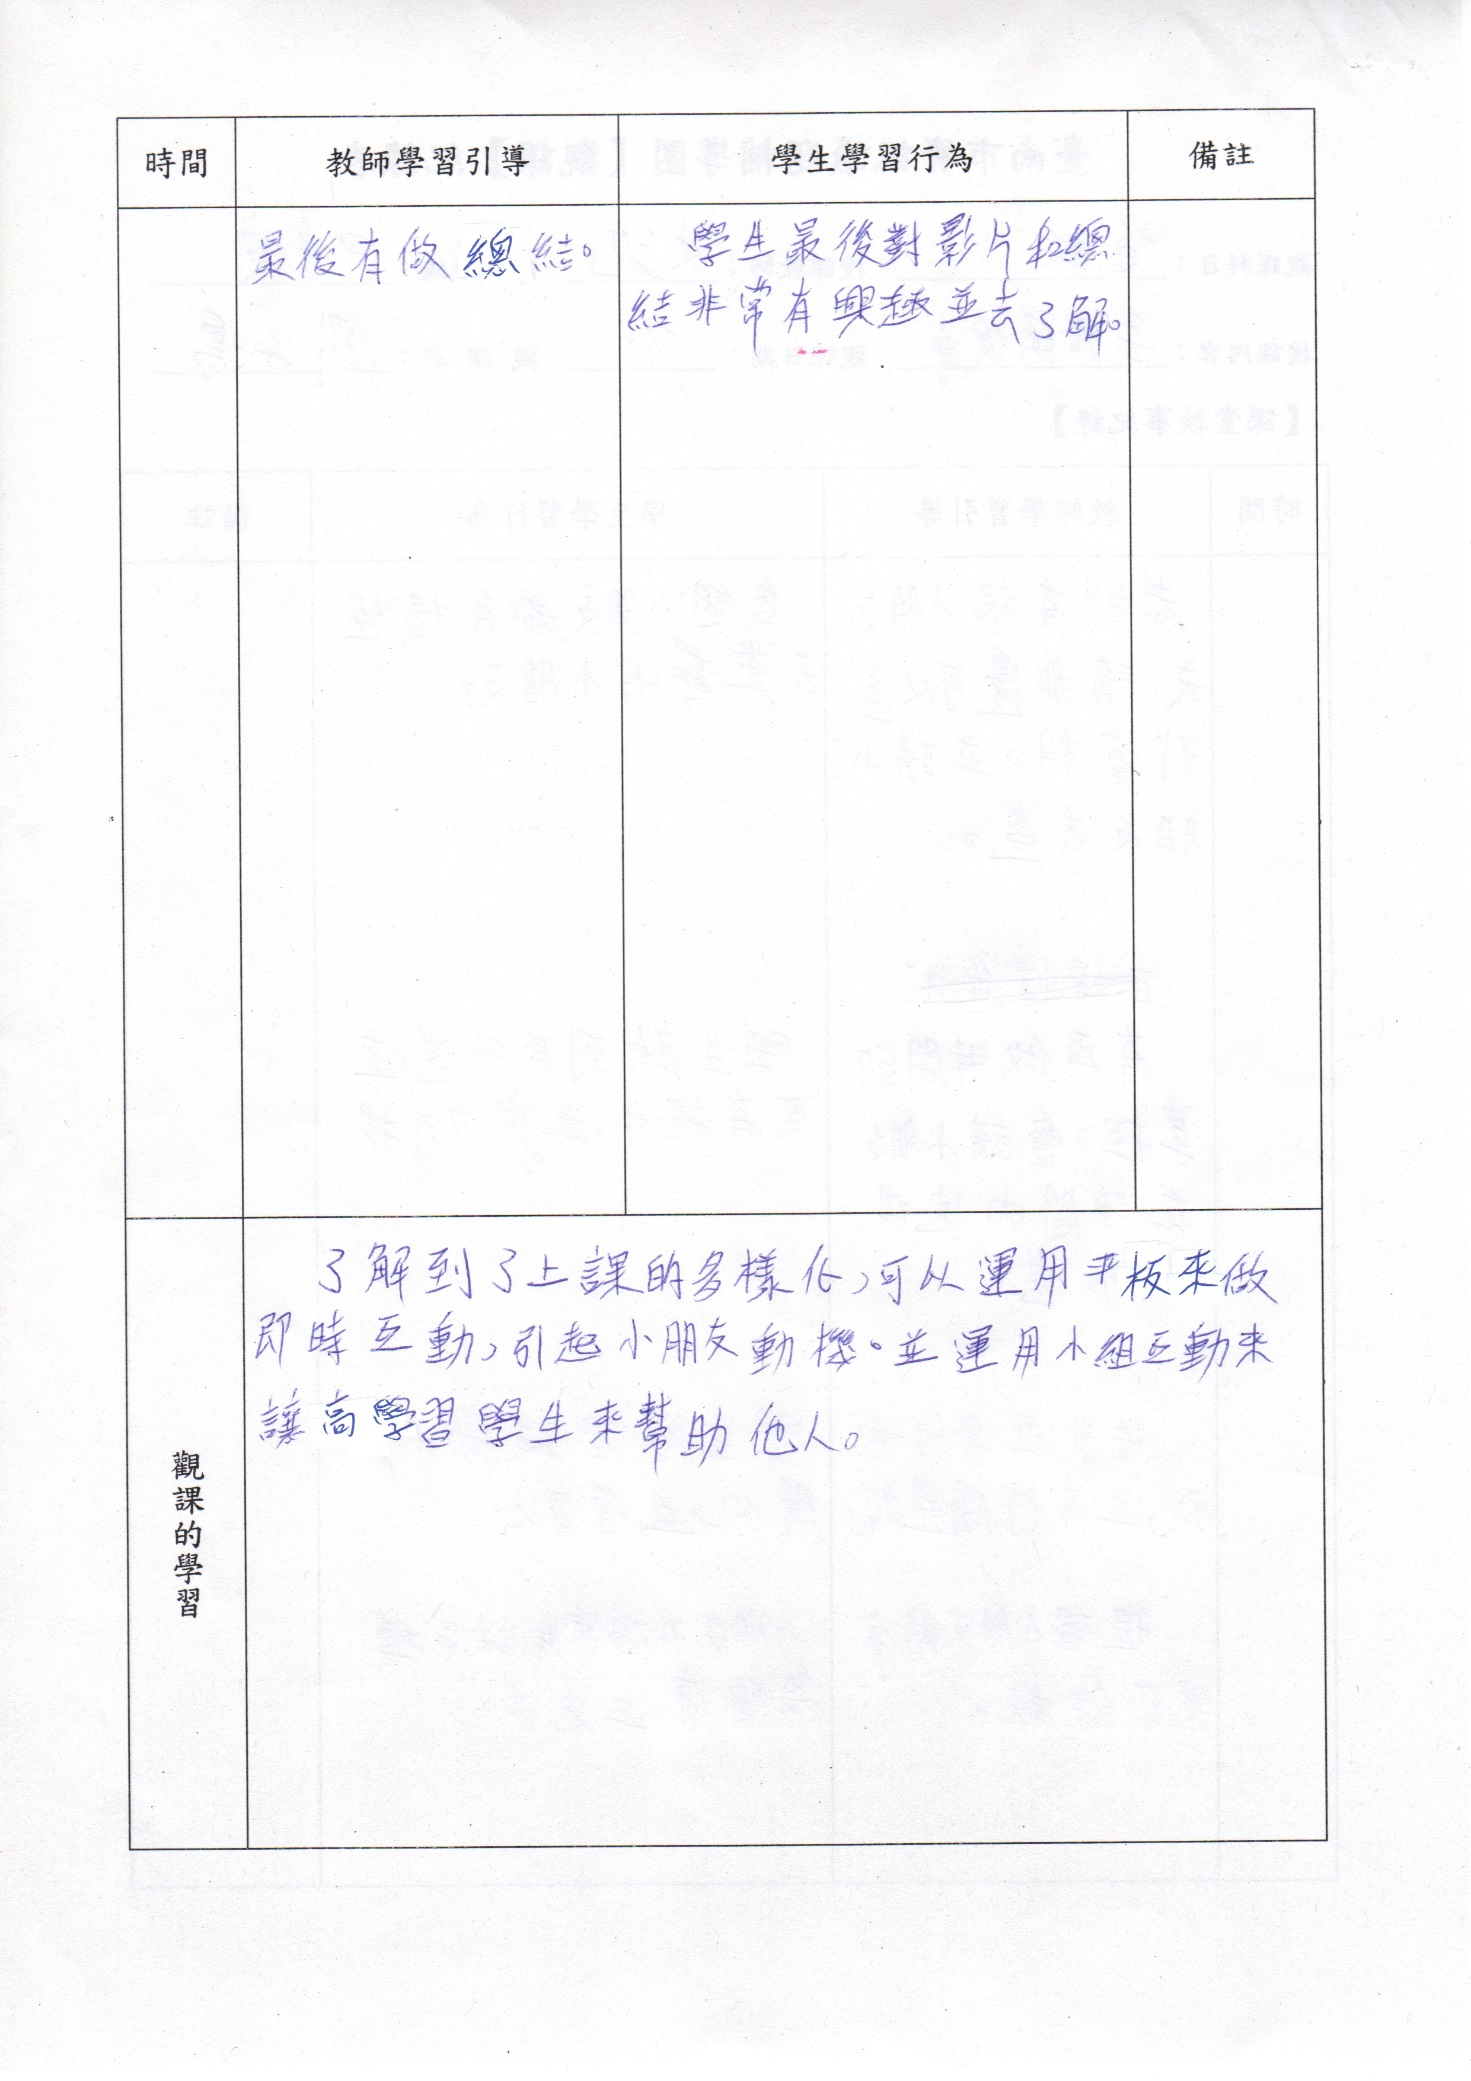 時間 教師學習引導 學生學習行為 備註
最後有做總結。
學生最後對影片和總
結非常有興趣並去了解。
觀課的學習
了解到了上課的多樣化,可以運用平板來做
即時互動,引起小朋友動機。並運用小組互動來
讓高學習學生來幫助他人。